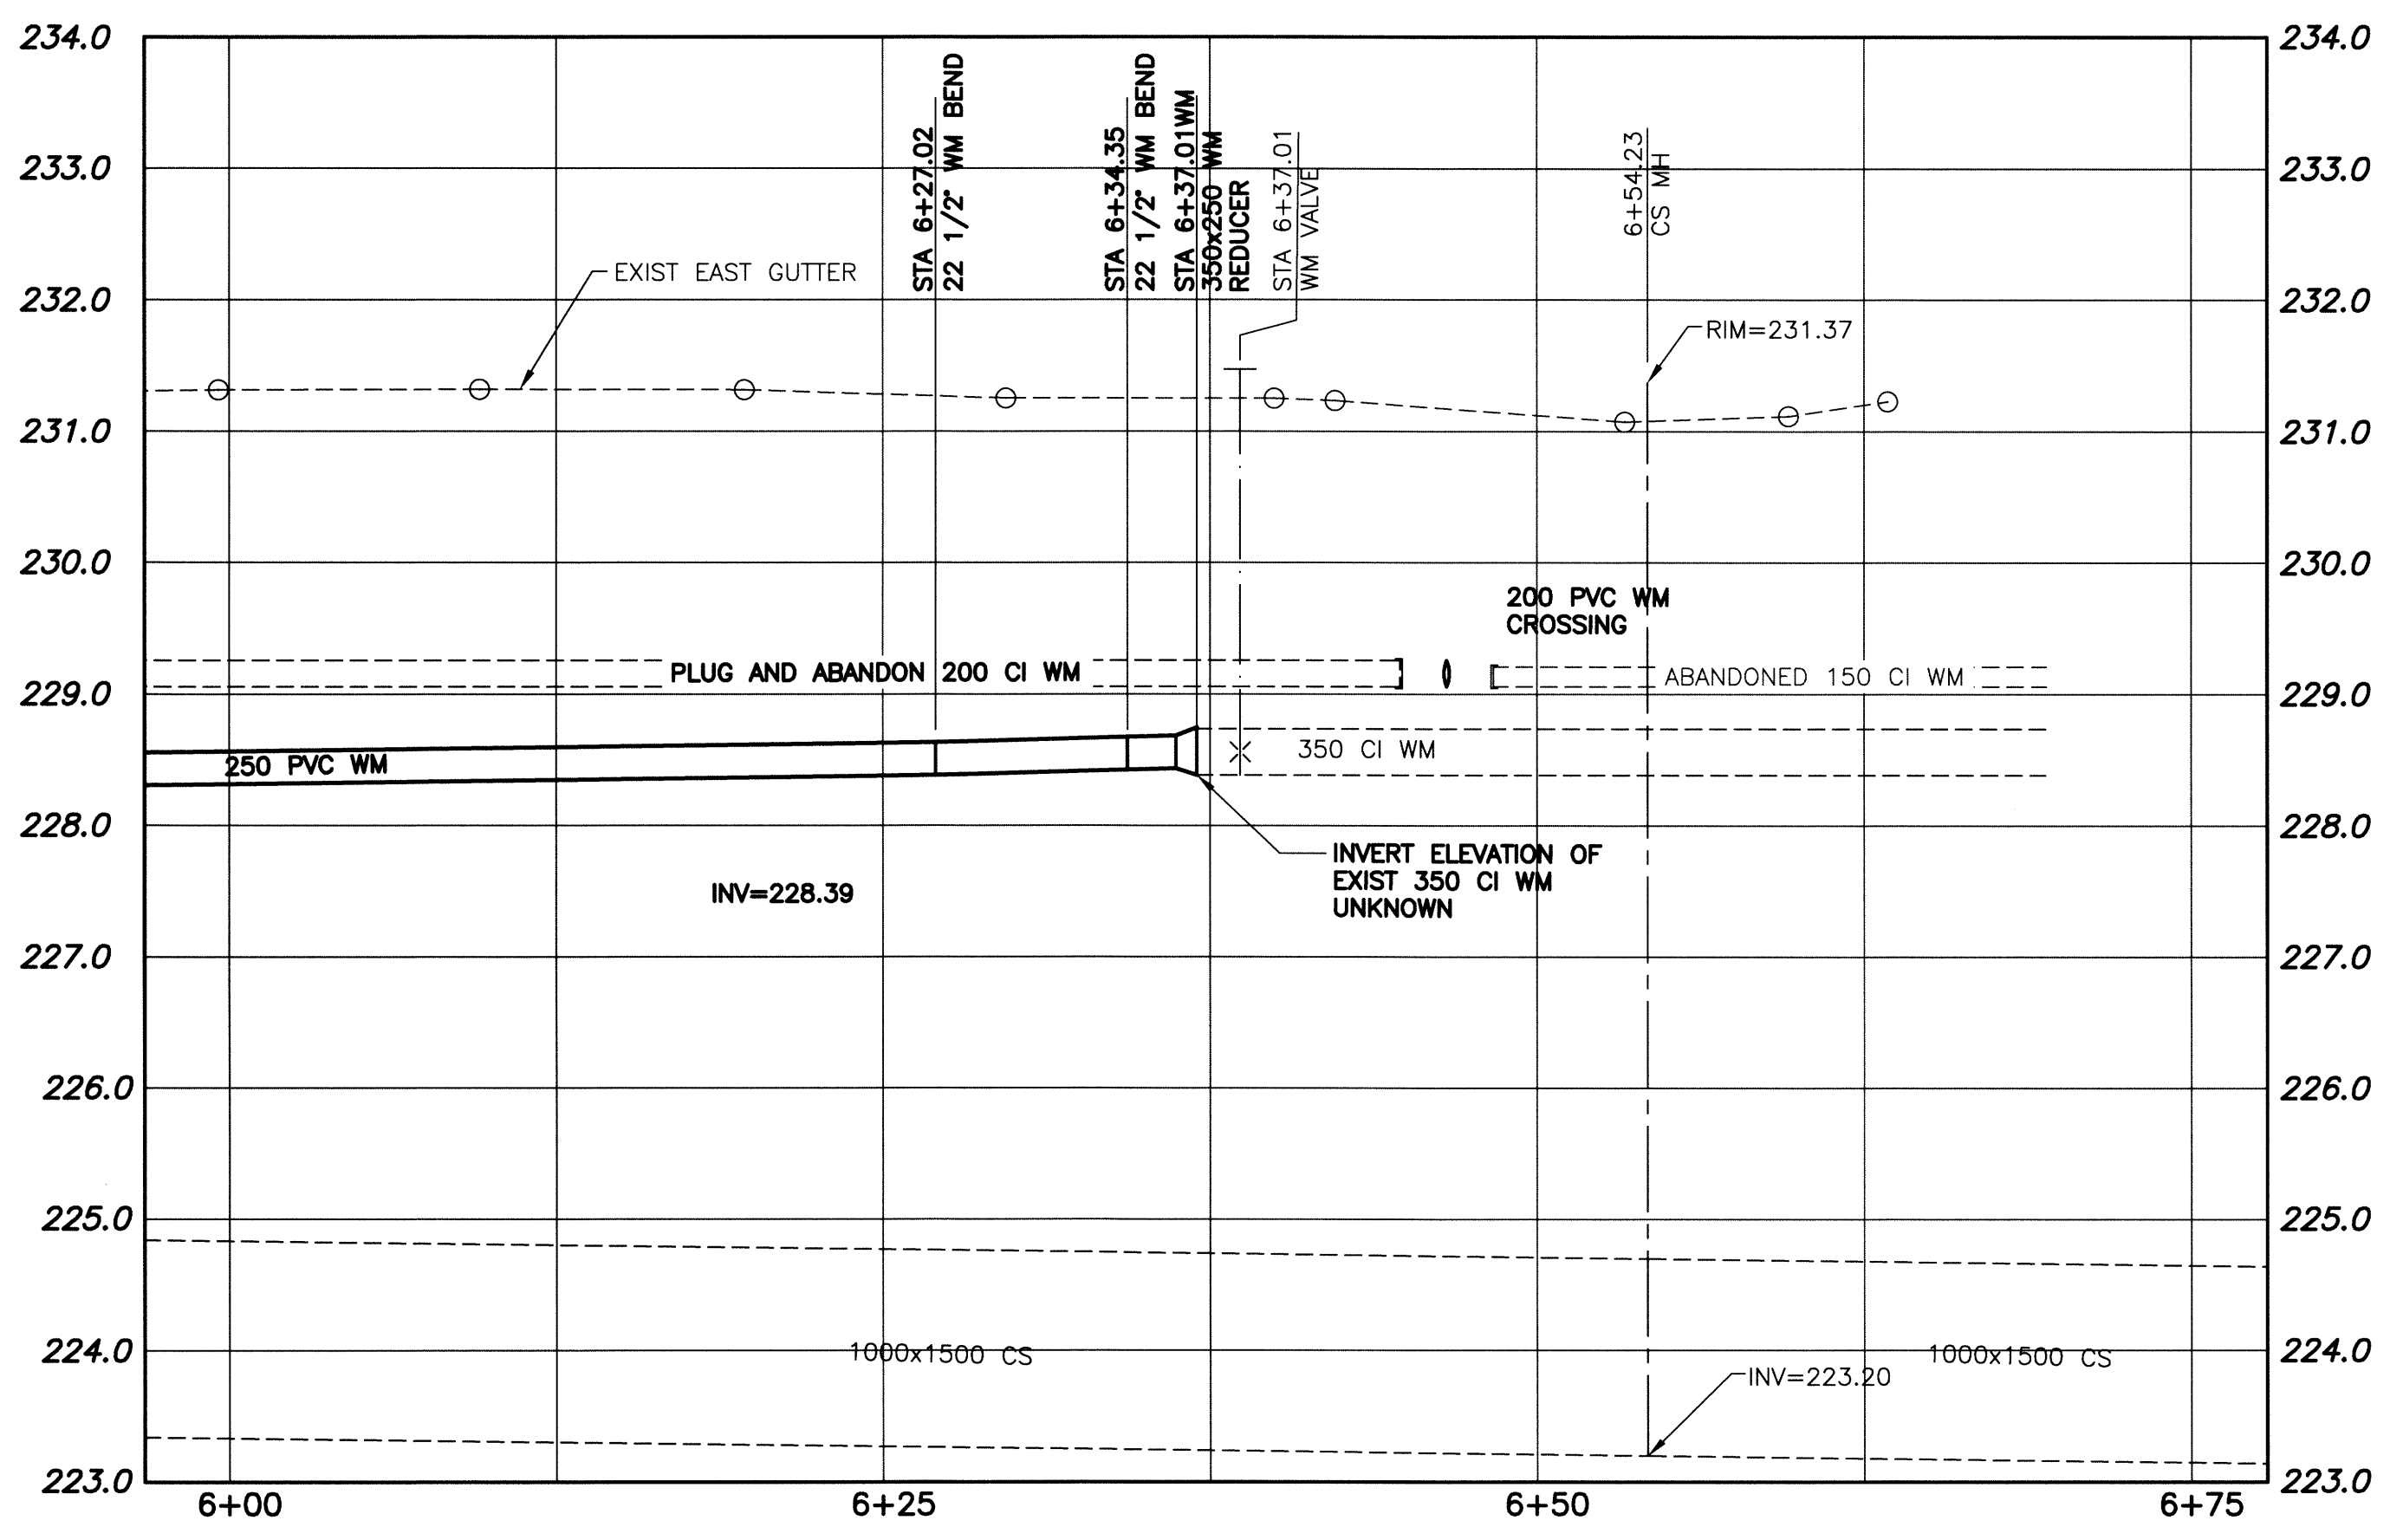 234.0
234.0
STA 6+27.02
22 1/2° WM BEND
STA 6+34.35
22 1/2° WM BEND
STA 6+37.01WM
350x250 WM
REDUCER
STA 6+37.01
WM VALVE
6+54.23
CS MH
233.0
233.0
EXIST EAST GUTTER
232.0
232.0
RIM=231.37
231.0
231.0
230.0
230.0
200 PVC WM
CROSSING
PLUG AND ABANDON 200 CI WM
ABANDONED 150 CI WM
229.0
229.0
250 PVC WM
350 CI WM
228.0
228.0
INVERT ELEVATION OF
EXIST 350 CI WM
UNKNOWN
INV=228.39
227.0
227.0
226.0
226.0
225.0
225.0
224.0
1000x1500 CS
1000x1500 CS
224.0
INV=223.20
223.0
223.0
6+00
6+25
6+50
6+75